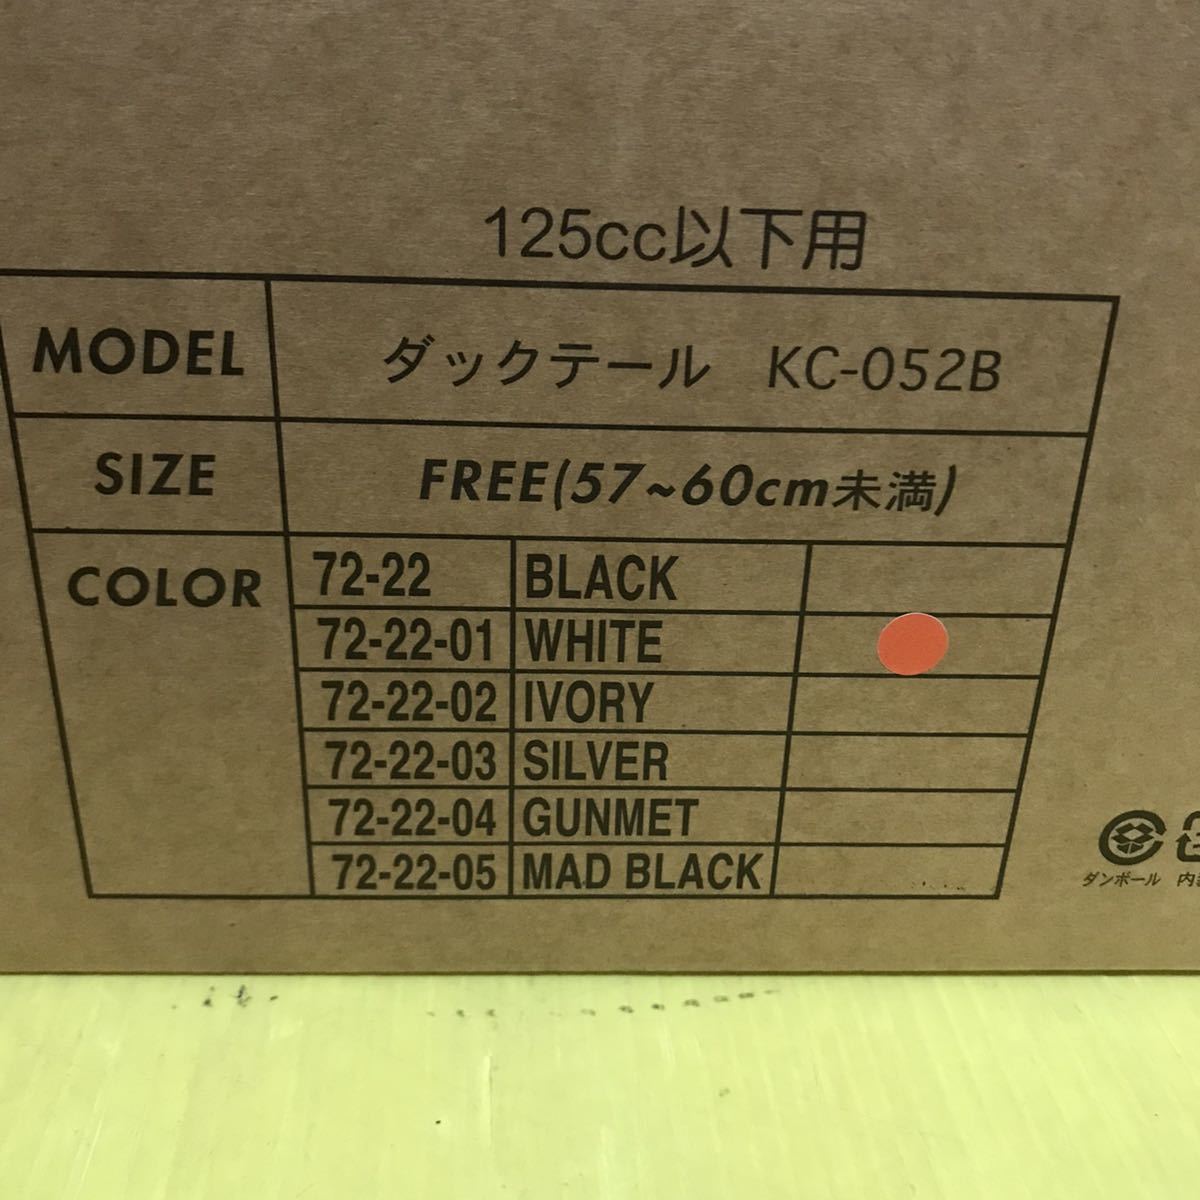 125cc以下用
MODEL ダックテール KC-052B
SIZE FREE(57~60cm未満)
COLOR 72-22 BLACK
72-22-01 WHITE
72-22-02 IVORY
72-22-03 SILVER
72-22-04 GUNMET
72-22-05 MAD BLACK
ダンボール 内